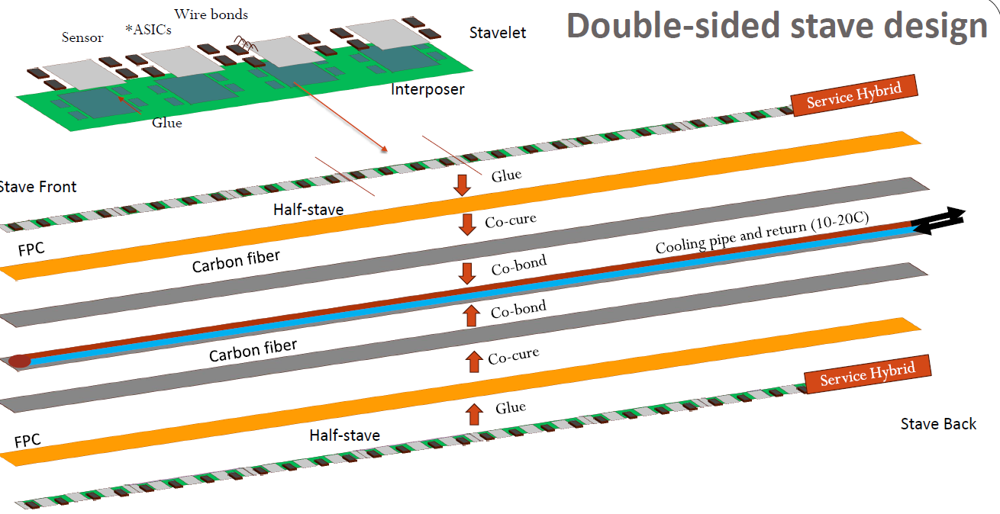 Double-sided stave design
Wire bonds
*ASICs
Sensor
Stavelet
Interposer
Glue
Service Hybrid
Stave Front
Glue
Half-stave
Co-cure
FPC
Cooling pipe and return (10-20C)
Carbon fiber
Co-bond
Co-bond
Carbon fiber
Co-cure
Service Hybrid
Glue
Stave Back
Half-stave
FPC